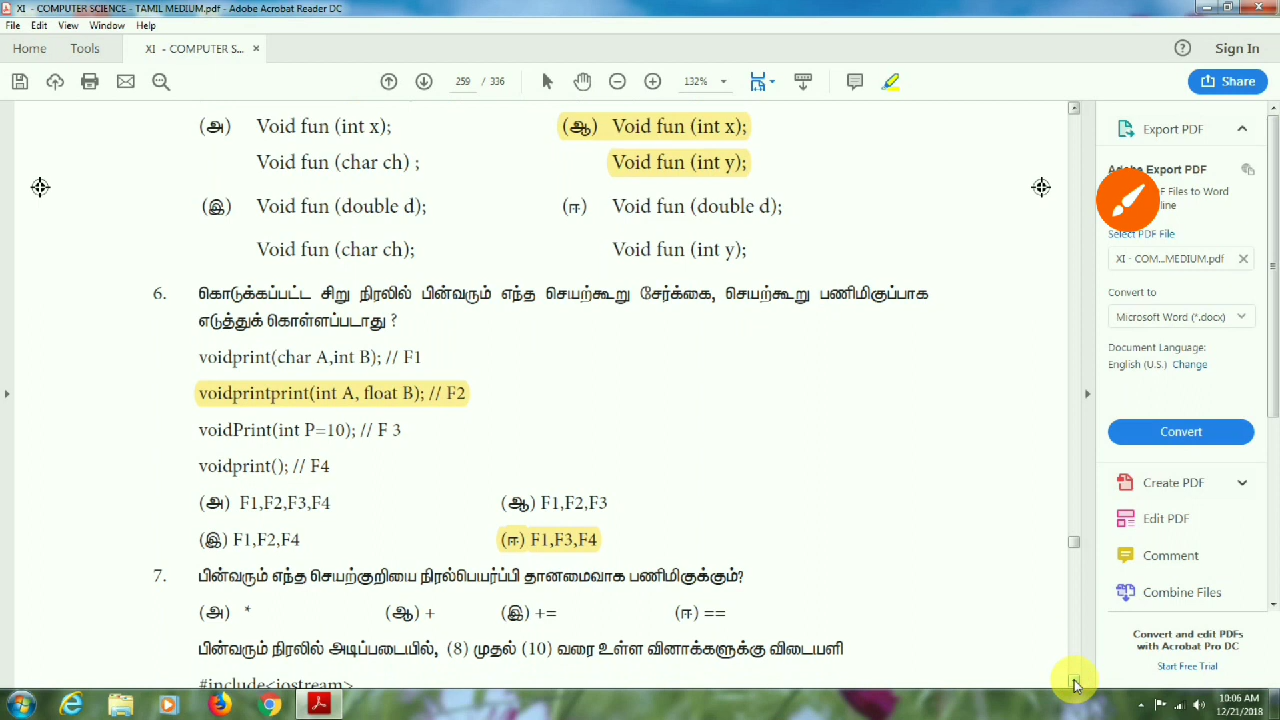 XI - COMPUTER SCIENCE - TAMIL MEDIUM.pdf - Adobe Acrobat Reader DC
File Edit View Window Help
Home Tools XI - COMPUTER S... × Sign In
259 / 336 132% Share
(அ) Void fun (int x); (ஆ) Void fun (int x);
Void fun (char ch) ; Void fun (int y);
(இ) Void fun (double d); (ஈ) Void fun (double d);
Void fun (char ch); Void fun (int y);
6. கொடுக்கப்பட்ட சிறு நிரலில் பின்வரும் எந்த செயற்கூறு சேர்க்கை, செயற்கூறு பணிமிகுப்பாக
எடுத்துக் கொள்ளப்படாது ?
voidprint(char A,int B); // F1
voidprintprint(int A, float B); // F2
voidPrint(int P=10); // F 3
voidprint(); // F4
(அ) F1,F2,F3,F4 (ஆ) F1,F2,F3
(இ) F1,F2,F4 (ஈ) F1,F3,F4
7. பின்வரும் எந்த செயற்குறியை நிரல்பெயர்ப்பி தானமைவாக பணிமிகுக்கும்?
(அ) * (ஆ) + (இ) += (ஈ) ==
பின்வரும் நிரலில் அடிப்படையில், (8) முதல் (10) வரை உள்ள வினாக்களுக்கு விடையளி
#include<iostream>
Export PDF
Adobe Export PDF
F Files to Word
line
Select PDF File
XI - COM...MEDIUM.pdf ×
Convert to
Microsoft Word (*.docx)
Document Language:
English (U.S.) Change
Convert
Create PDF
Edit PDF
Comment
Combine Files
Convert and edit PDFs
with Acrobat Pro DC
Start Free Trial
10:06 AM
12/21/2018